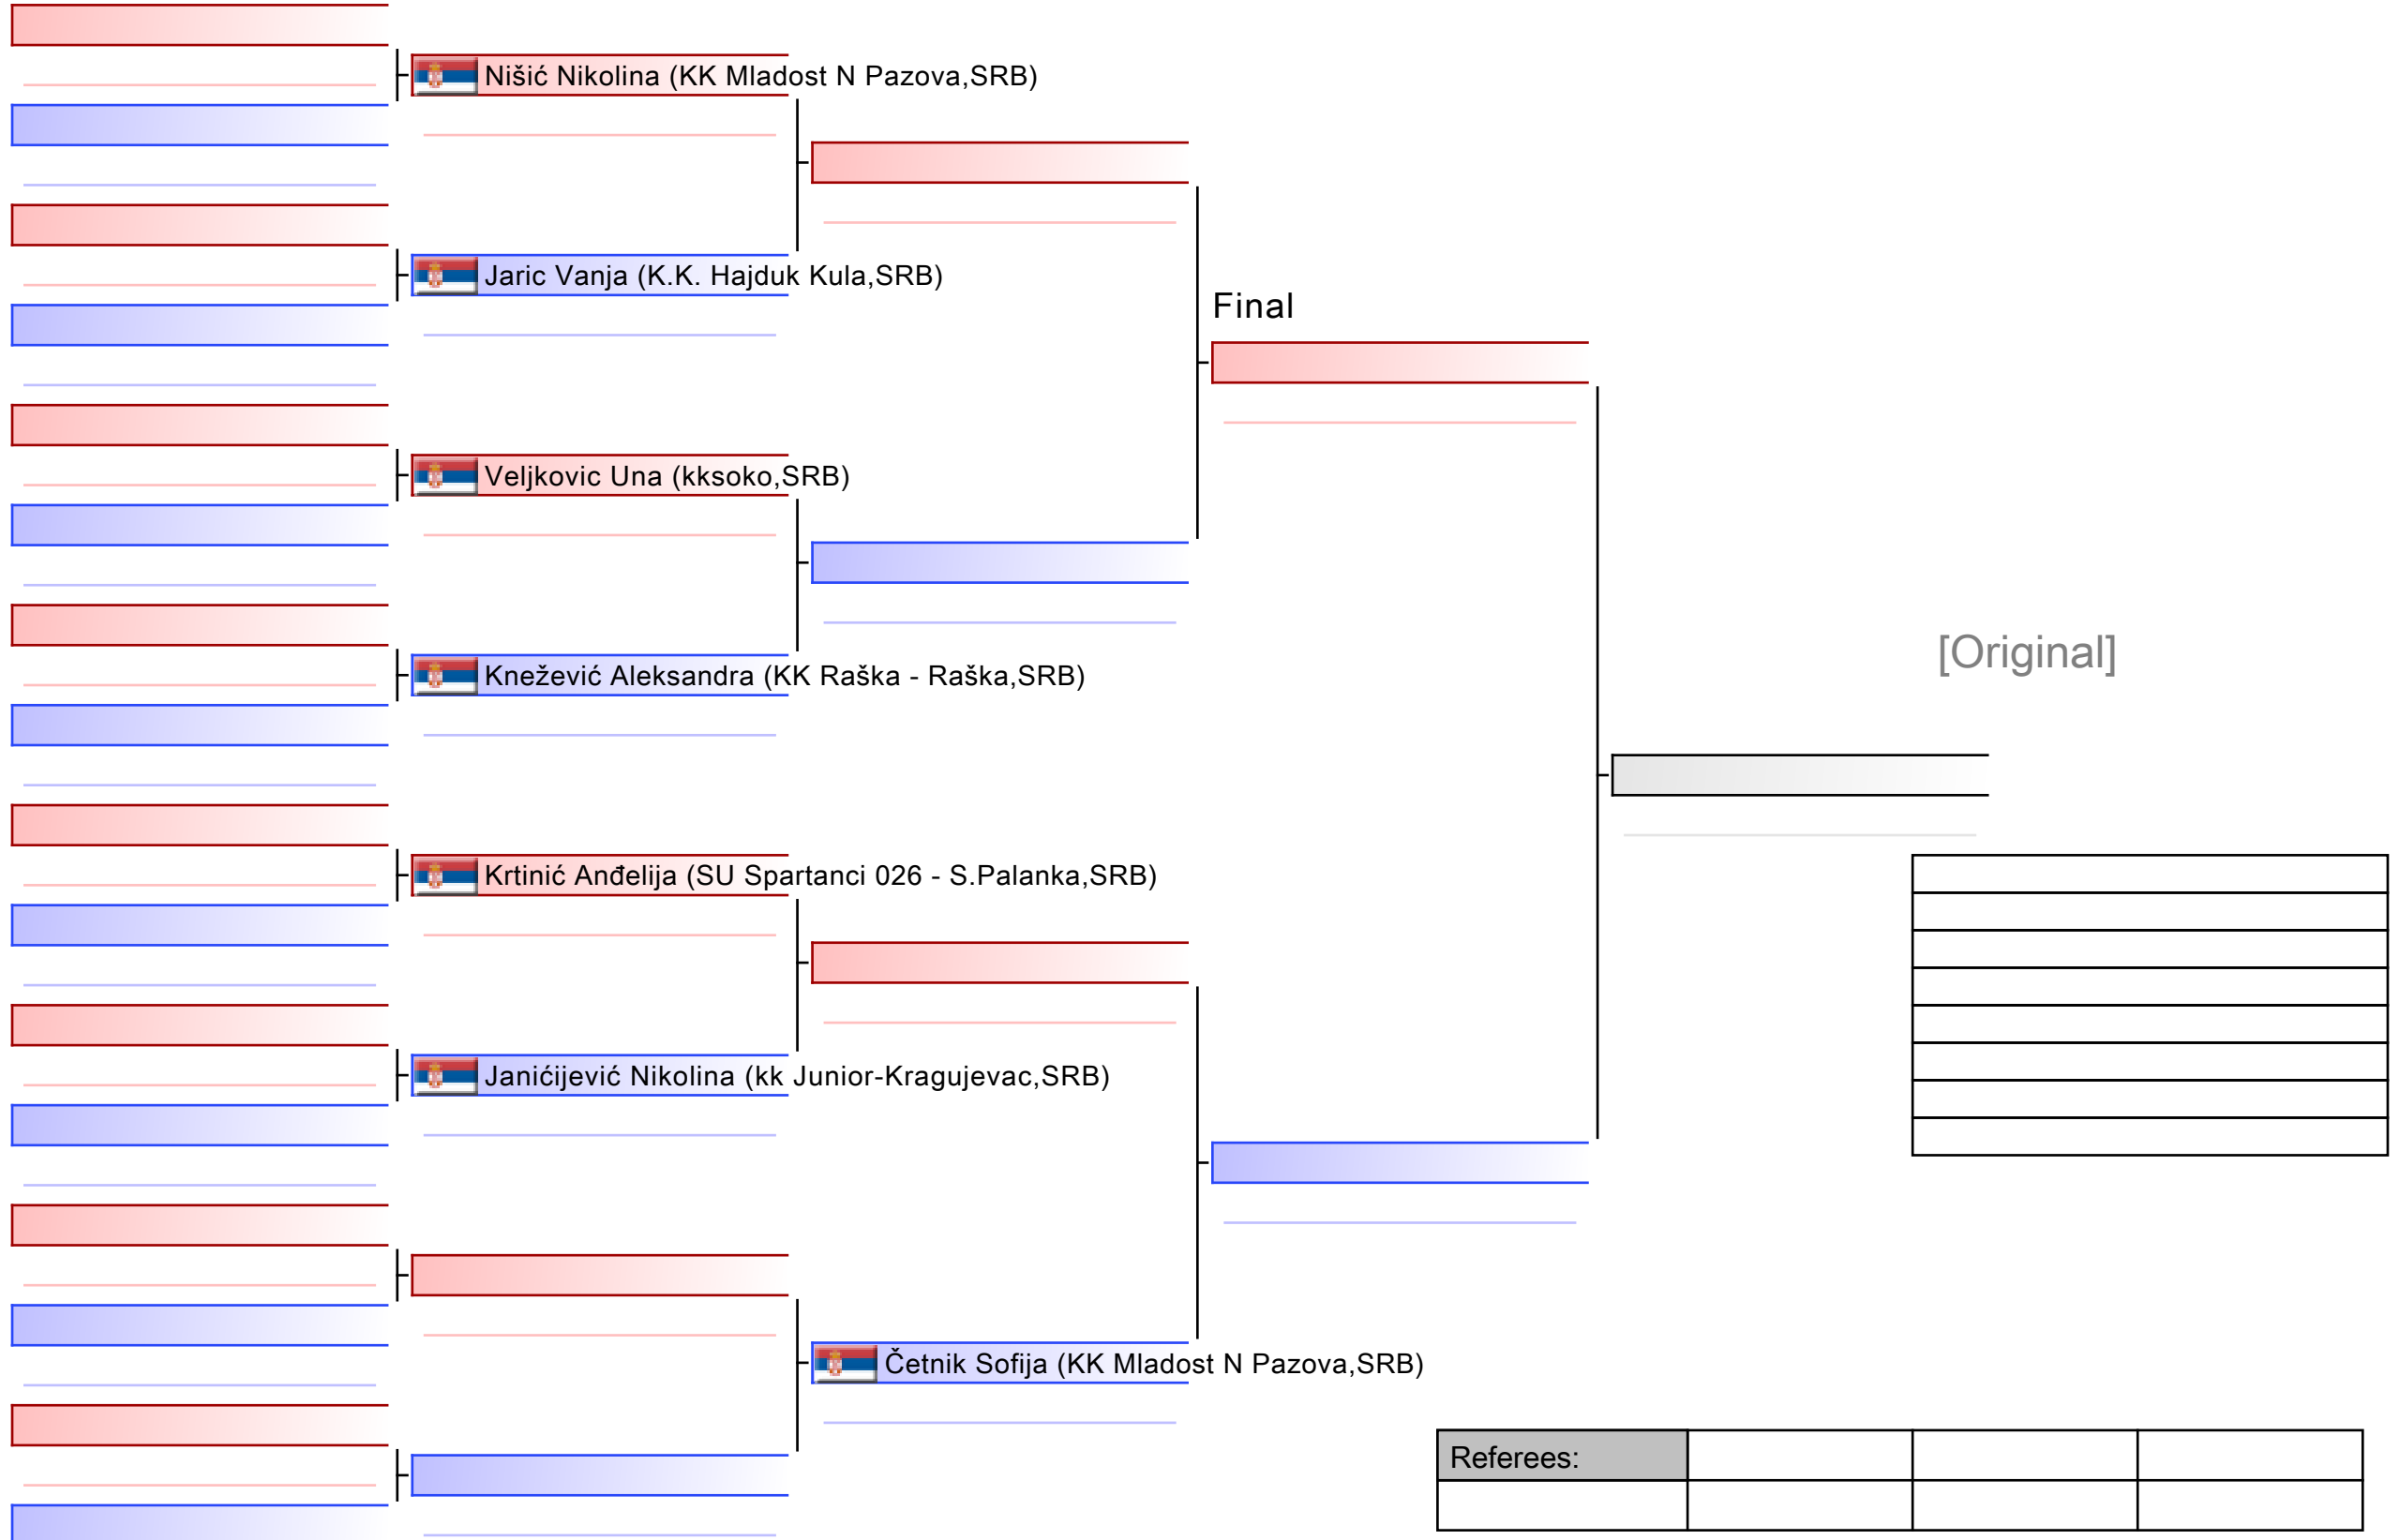 Nišić Nikolina (KK Mladost N Pazova,SRB)
Jaric Vanja (K.K. Hajduk Kula,SRB)
Final
Veljkovic Una (kksoko,SRB)
[Original]
Knežević Aleksandra (KK Raška - Raška,SRB)
Krtinić Anđelija (SU Spartanci 026 - S.Palanka,SRB)
Janićijević Nikolina (kk Junior-Kragujevac,SRB)
Četnik Sofija (KK Mladost N Pazova,SRB)
Referees: